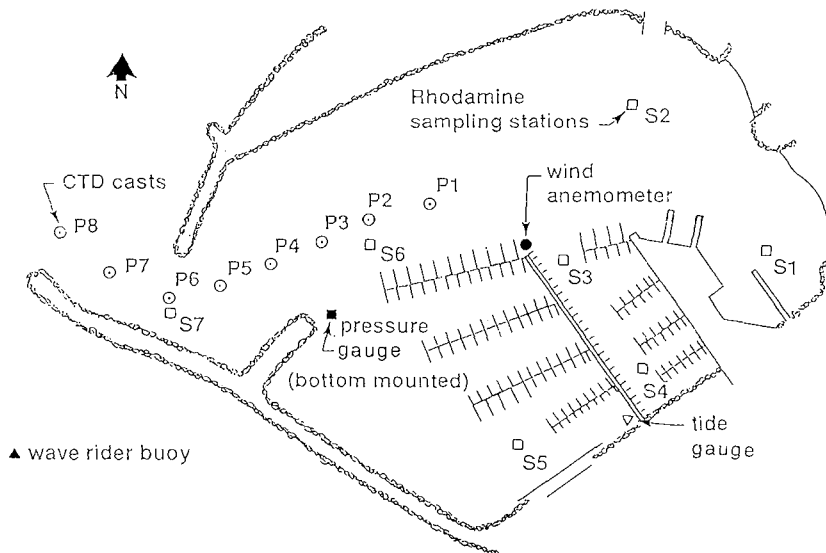 N
Rhodamine
sampling stations
S2
CTD casts
P1
P2
wind
anemometer
P8
P3
P4
S6
P7
P5
P6
S3
S1
S7
pressure
gauge
(bottom mounted)
S4
tide
gauge
S5
wave rider buoy